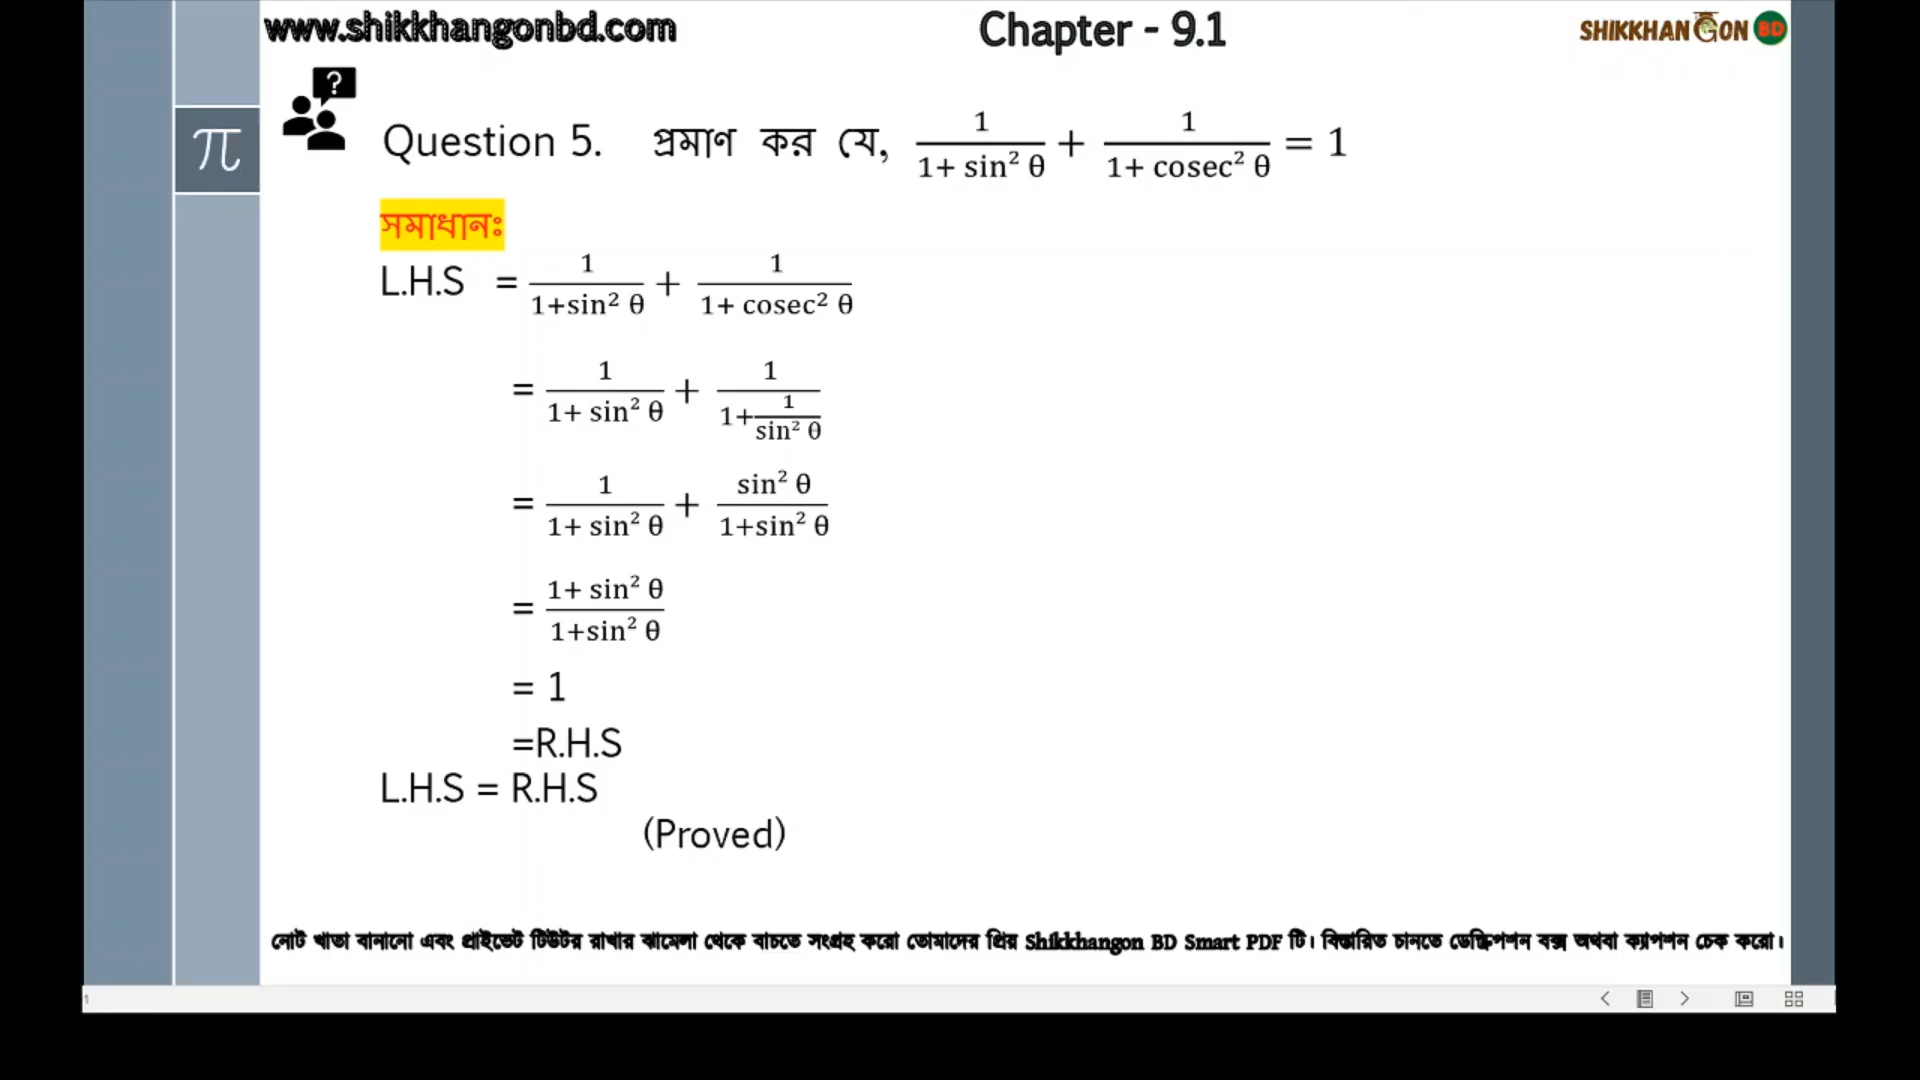 www.shikkhangonbd.com
Chapter - 9.1
SHIKKHANGON BD
?
π
Question 5. প্রমাণ কর যে, 1/(1+ sin² θ) + 1/(1+ cosec² θ) = 1
সমাধানঃ
L.H.S = 1/(1+sin² θ) + 1/(1+ cosec² θ)
= 1/(1+ sin² θ) + 1/(1+ 1/(sin² θ))
= 1/(1+ sin² θ) + sin² θ/(1+sin² θ)
= (1+ sin² θ)/(1+sin² θ)
= 1
=R.H.S
L.H.S = R.H.S
(Proved)
নোট খাতা বানানো এবং প্রাইভেট টিউটর রাখার ঝামেলা থেকে বাচতে সংগ্রহ করো তোমাদের প্রিয় Shikkhangon BD Smart PDF টি। বিস্তারিত চানতে ডেস্ক্রিপশন বক্স অথবা ক্যাপশন চেক করো।
1